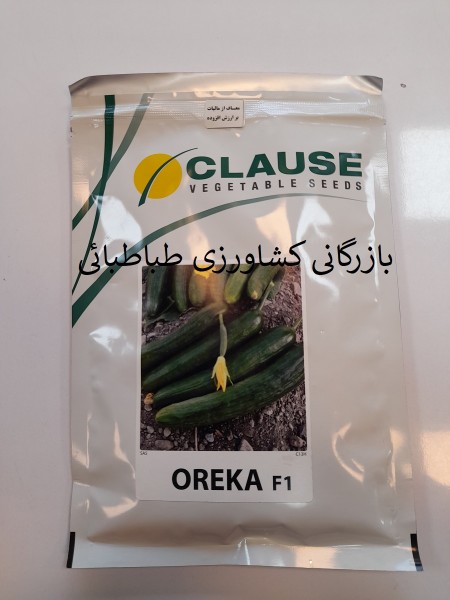 معاف از مالیات
بر ارزش افزوده
CLAUSE
VEGETABLE SEEDS
بازرگانی کشاورزی طباطبائی
OREKA F1